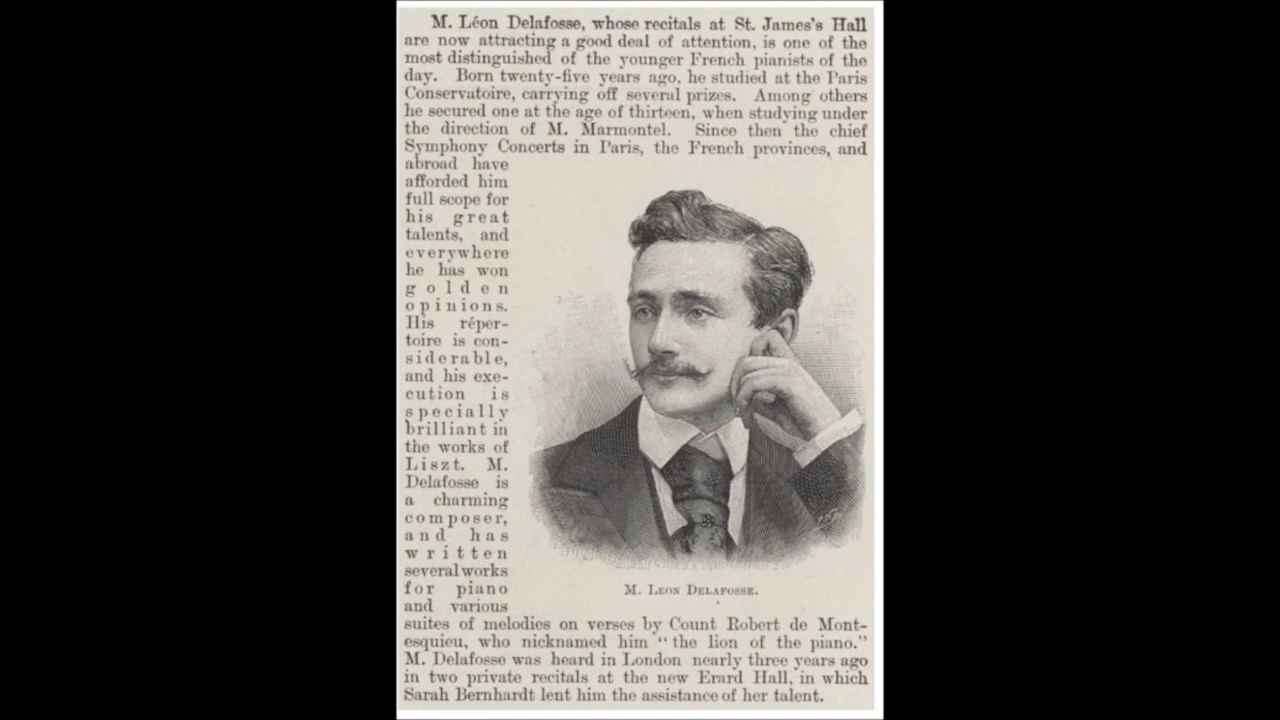 M. Léon Delafosse, whose recitals at St. James's Hall
are now attracting a good deal of attention, is one of the
most distinguished of the younger French pianists of the
day. Born twenty-five years ago, he studied at the Paris
Conservatoire, carrying off several prizes. Among others
he secured one at the age of thirteen, when studying under
the direction of M. Marmontel. Since then the chief
Symphony Concerts in Paris, the French provinces, and
abroad have
afforded him
full scope for
his great
talents, and
everywhere
he has won
golden
opinions.
His réper-
toire is con-
siderable,
and his exe-
cution is
specially
brilliant in
the works of
Liszt. M.
Delafosse is
a charming
composer,
and has
written
several works
for piano
and various
suites of melodies on verses by Count Robert de Mont-
esquieu, who nicknamed him "the lion of the piano."
M. Delafosse was heard in London nearly three years ago
in two private recitals at the new Erard Hall, in which
Sarah Bernhardt lent him the assistance of her talent.
M. LEON DELAFOSSE.